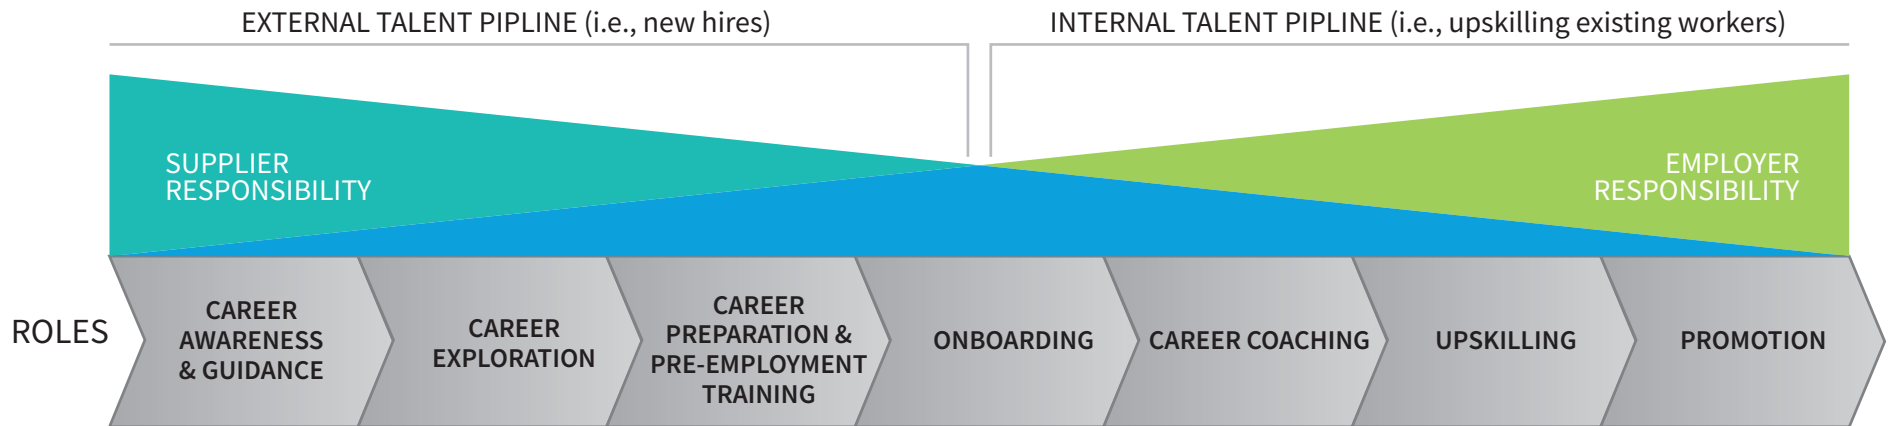 EXTERNAL TALENT PIPLINE (i.e., new hires)
INTERNAL TALENT PIPLINE (i.e., upskilling existing workers)
SUPPLIER
RESPONSIBILITY
EMPLOYER
RESPONSIBILITY
ROLES
CAREER
AWARENESS
& GUIDANCE
CAREER
EXPLORATION
CAREER
PREPARATION &
PRE-EMPLOYMENT
TRAINING
ONBOARDING
CAREER COACHING
UPSKILLING
PROMOTION